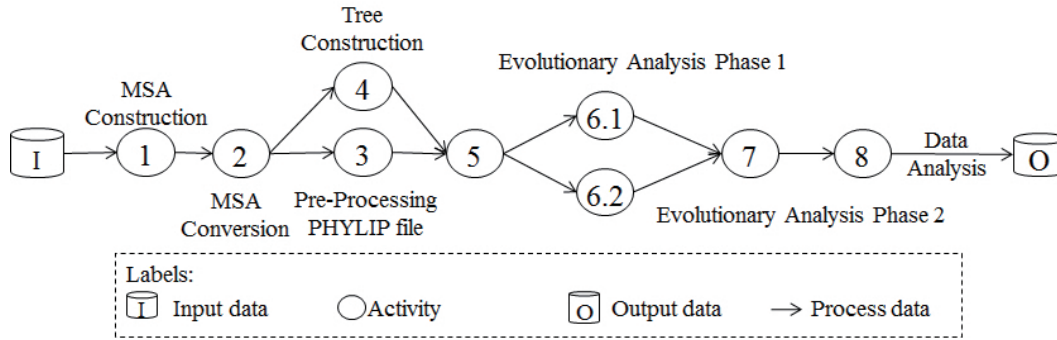 Tree
Construction
Evolutionary Analysis Phase 1
MSA
Construction
4
6.1
I
1
2
3
5
7
8
Data
Analysis
O
6.2
MSA
Conversion
Pre-Processing
PHYLIP file
Evolutionary Analysis Phase 2
Labels:
I Input data
Activity
O Output data
Process data